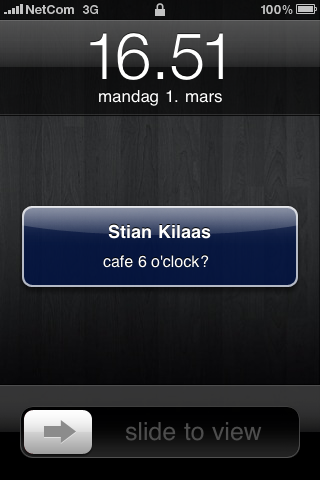 NetCom 3G 100%
16.51
mandag 1. mars
Stian Kilaas
cafe 6 o'clock?
slide to view